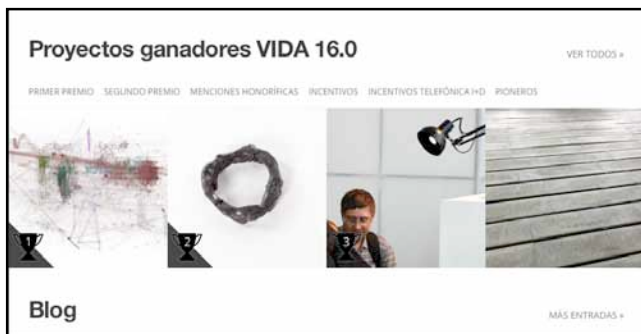 Proyectos ganadores VIDA 16.0
VER TODOS »
PRIMER PREMIO SEGUNDO PREMIO MENCIONES HONORÍFICAS INCENTIVOS INCENTIVOS TELEFÓNICA I+D PIONEROS
1 2 3
Blog
MÁS ENTRADAS »